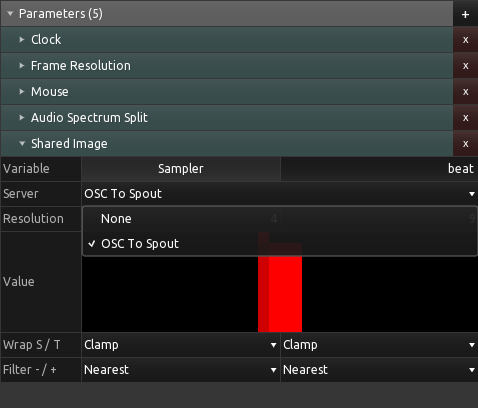 Parameters (5) +
Clock x
Frame Resolution x
Mouse x
Audio Spectrum Split x
Shared Image x
Variable Sampler beat
Server OSC To Spout
Resolution 4 9
None
OSC To Spout
Value
Wrap S / T Clamp Clamp
Filter - / + Nearest Nearest